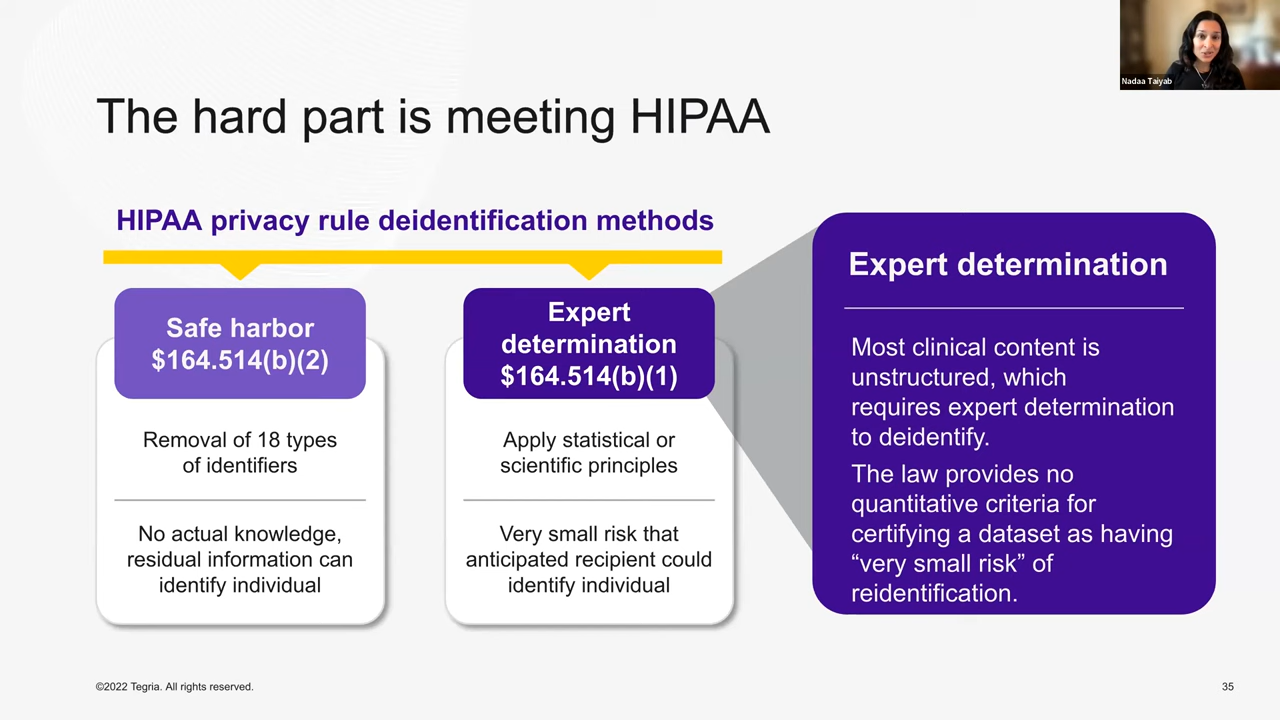 Nadaa Taiyab
The hard part is meeting HIPAA
HIPAA privacy rule deidentification methods
Safe harbor
$164.514(b)(2)
Removal of 18 types
of identifiers
No actual knowledge,
residual information can
identify individual
Expert
determination
$164.514(b)(1)
Apply statistical or
scientific principles
Very small risk that
anticipated recipient could
identify individual
Expert determination
Most clinical content is
unstructured, which
requires expert determination
to deidentify.
The law provides no
quantitative criteria for
certifying a dataset as having
“very small risk” of
reidentification.
©2022 Tegria. All rights reserved.
35